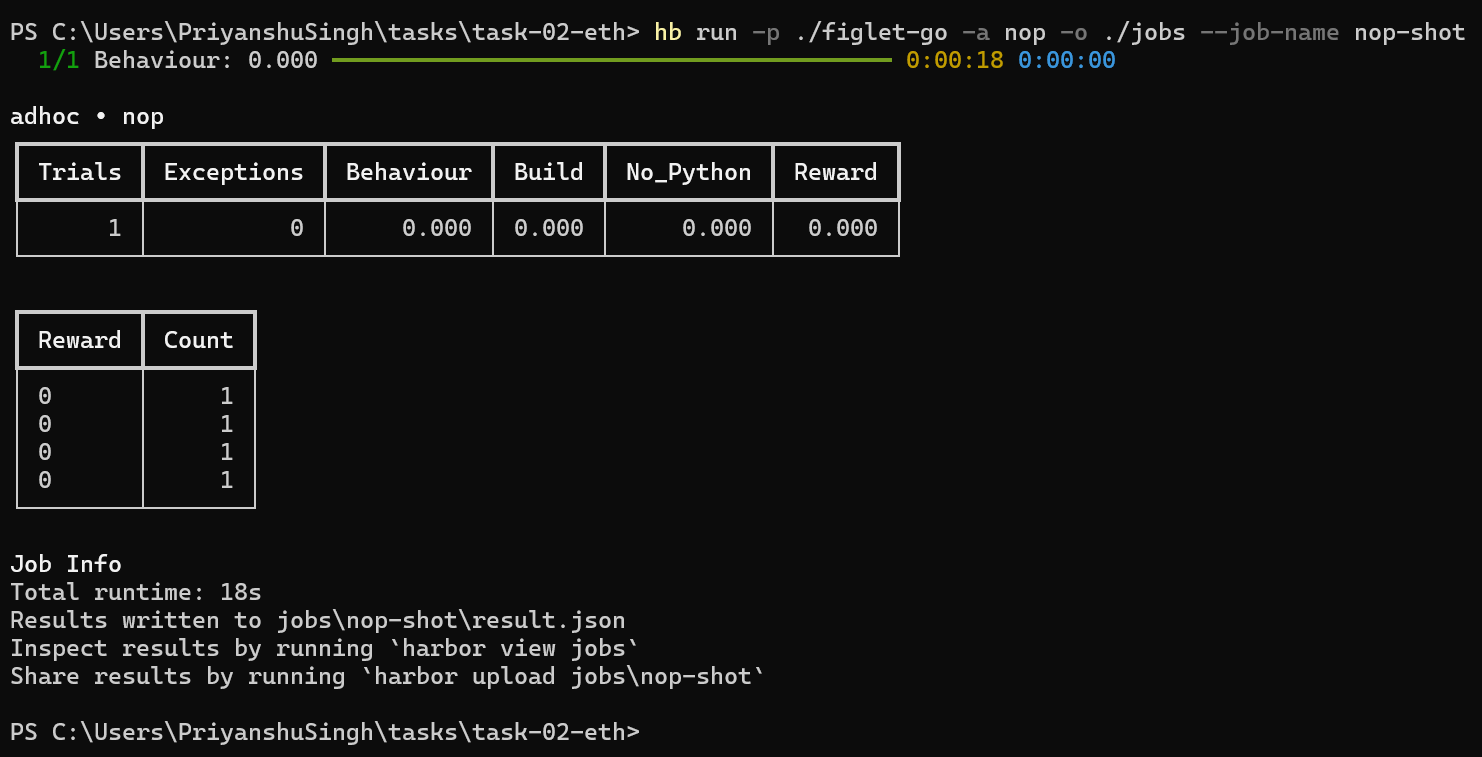 PS C:\Users\PriyanshuSingh\tasks\task-02-eth> hb run -p ./figlet-go -a nop -o ./jobs --job-name nop-shot
1/1 Behaviour: 0.000 0:00:18 0:00:00
adhoc • nop
Trials Exceptions Behaviour Build No_Python Reward
1 0 0.000 0.000 0.000 0.000
Reward Count
0 1
0 1
0 1
0 1
Job Info
Total runtime: 18s
Results written to jobs\nop-shot\result.json
Inspect results by running `harbor view jobs`
Share results by running `harbor upload jobs\nop-shot`
PS C:\Users\PriyanshuSingh\tasks\task-02-eth>